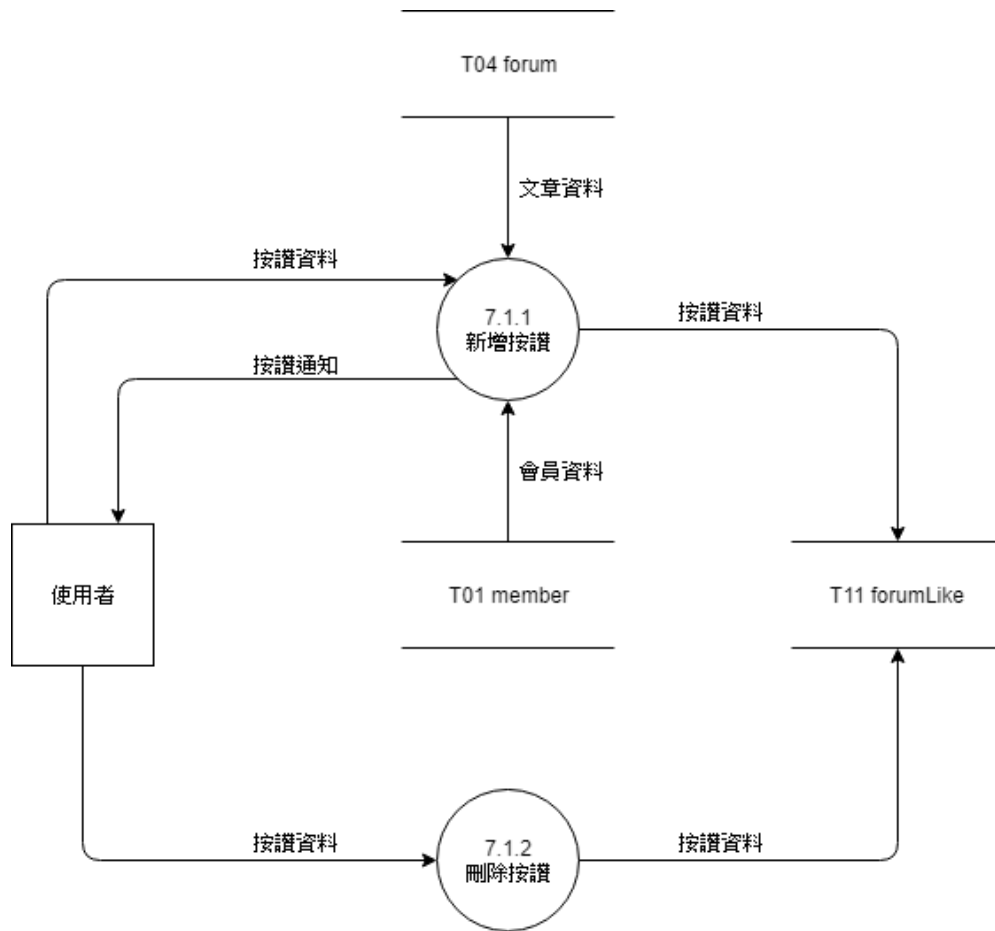 T04 forum
文章資料
按讚資料
7.1.1
新增按讚
按讚資料
按讚通知
會員資料
使用者
T01 member
T11 forumLike
按讚資料
7.1.2
刪除按讚
按讚資料